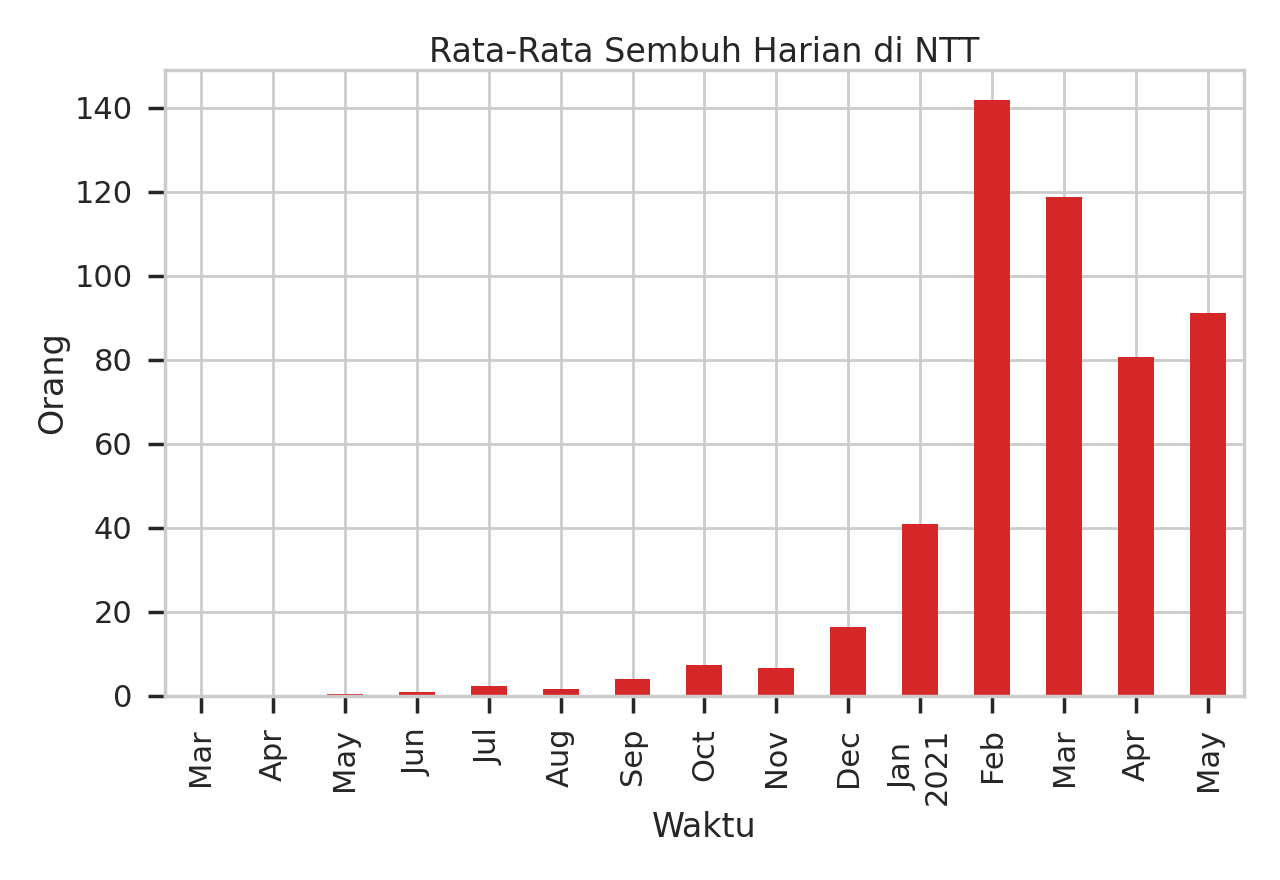 Rata-Rata Sembuh Harian di NTT
140
120
100
80
60
40
20
0
Orang
Mar
Apr
May
Jun
Jul
Aug
Sep
Oct
Nov
Dec
Jan
2021
Feb
Mar
Apr
May
Waktu